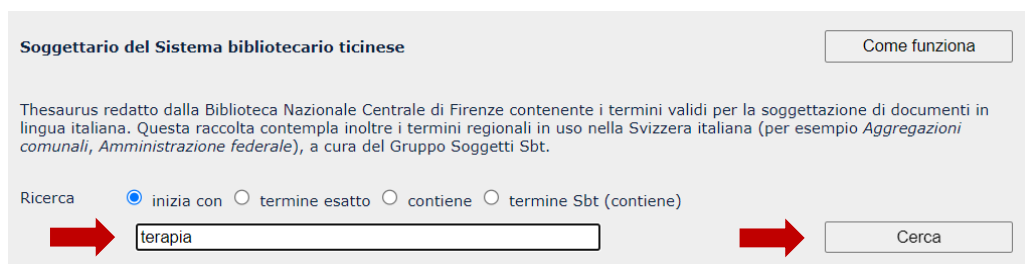 Soggettario del Sistema bibliotecario ticinese
Come funziona
Thesaurus redatto dalla Biblioteca Nazionale Centrale di Firenze contenente i termini validi per la soggettazione di documenti in
lingua italiana. Questa raccolta contempla inoltre i termini regionali in uso nella Svizzera italiana (per esempio Aggregazioni
comunali, Amministrazione federale), a cura del Gruppo Soggetti Sbt.
Ricerca inizia con termine esatto contiene termine Sbt (contiene)
terapia
Cerca